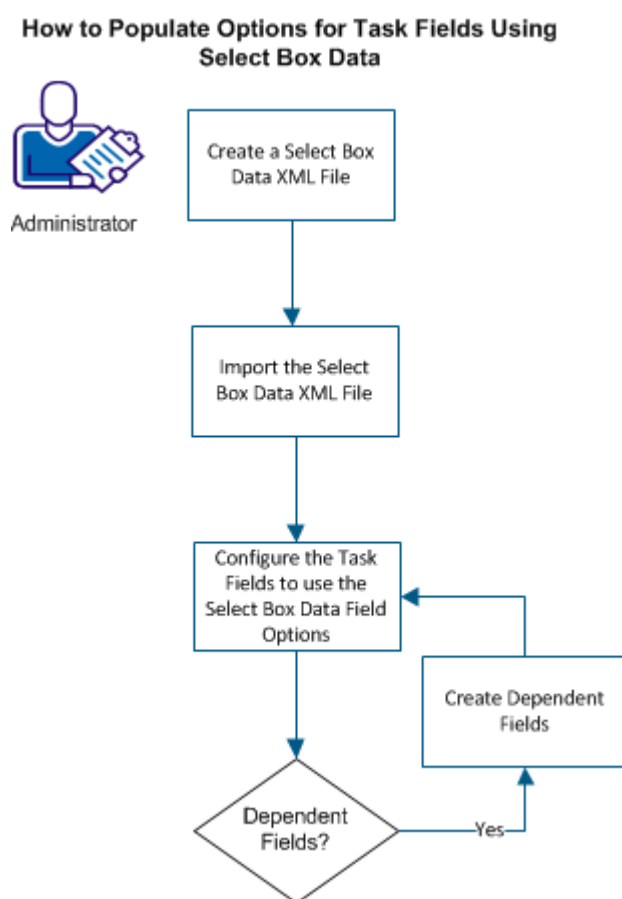 How to Populate Options for Task Fields Using
Select Box Data
Administrator
Create a Select Box
Data XML File
Import the Select
Box Data XML File
Configure the Task
Fields to use the
Select Box Data Field
Options
Create Dependent
Fields
Dependent
Fields?
Yes